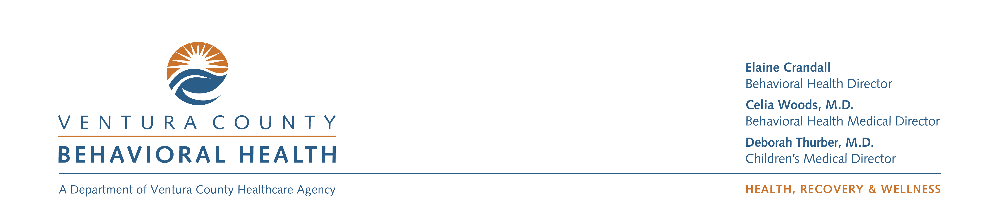 VENTURA COUNTY
BEHAVIORAL HEALTH
A Department of Ventura County Healthcare Agency
Elaine Crandall
Behavioral Health Director
Celia Woods, M.D.
Behavioral Health Medical Director
Deborah Thurber, M.D.
Children’s Medical Director
HEALTH, RECOVERY & WELLNESS